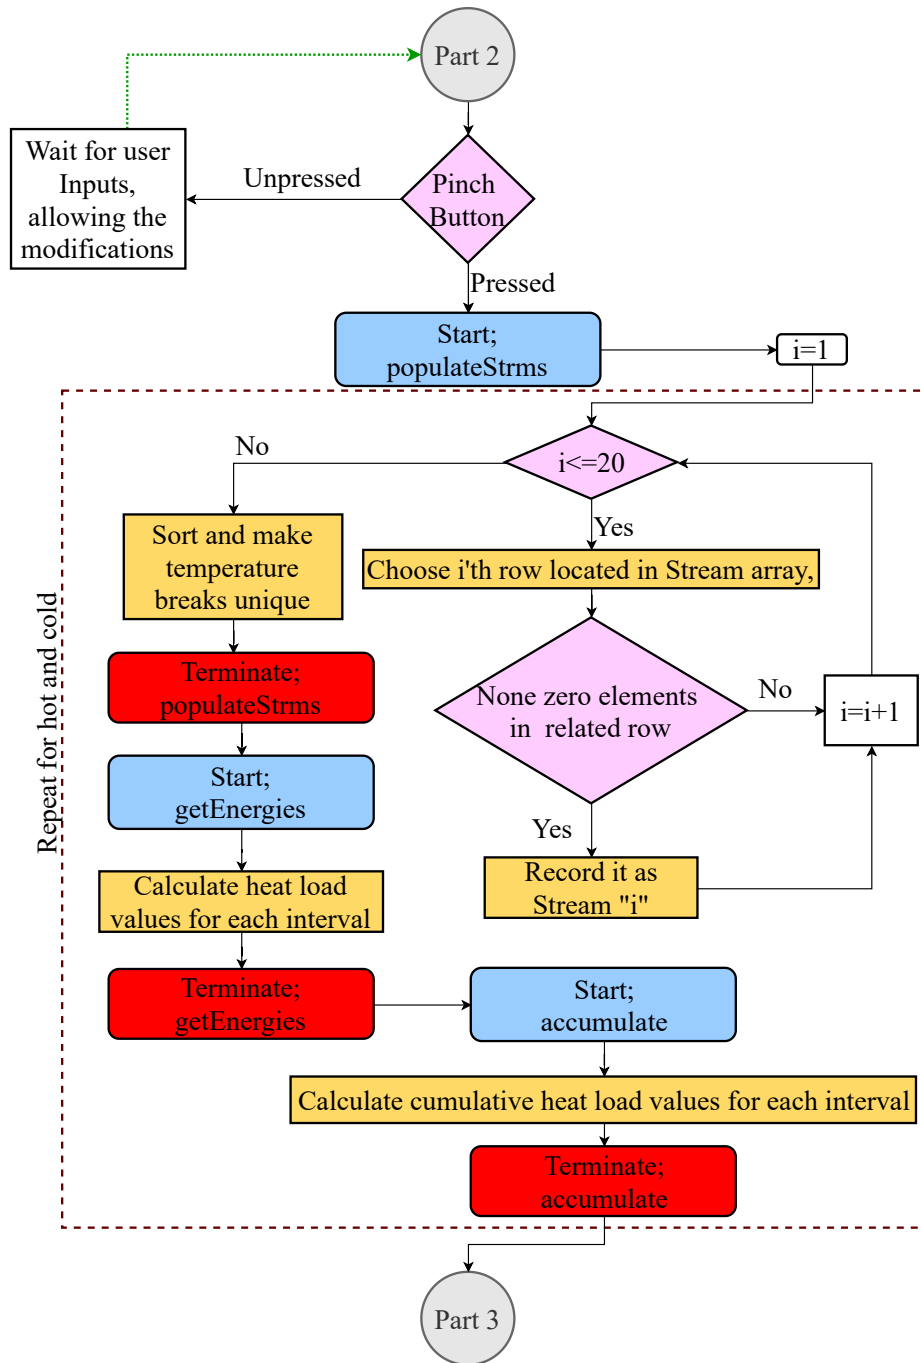 Part 2
Wait for user
Inputs,
allowing the
modifications
Unpressed
Pinch
Button
Pressed
Start;
populateStrms
i=1
Repeat for hot and cold
No
i<=20
Yes
Sort and make
temperature
breaks unique
Choose i'th row located in Stream array,
Terminate;
populateStrms
None zero elements
in related row
No
i=i+1
Start;
getEnergies
Yes
Calculate heat load
values for each interval
Record it as
Stream "i"
Terminate;
getEnergies
Start;
accumulate
Calculate cumulative heat load values for each interval
Terminate;
accumulate
Part 3